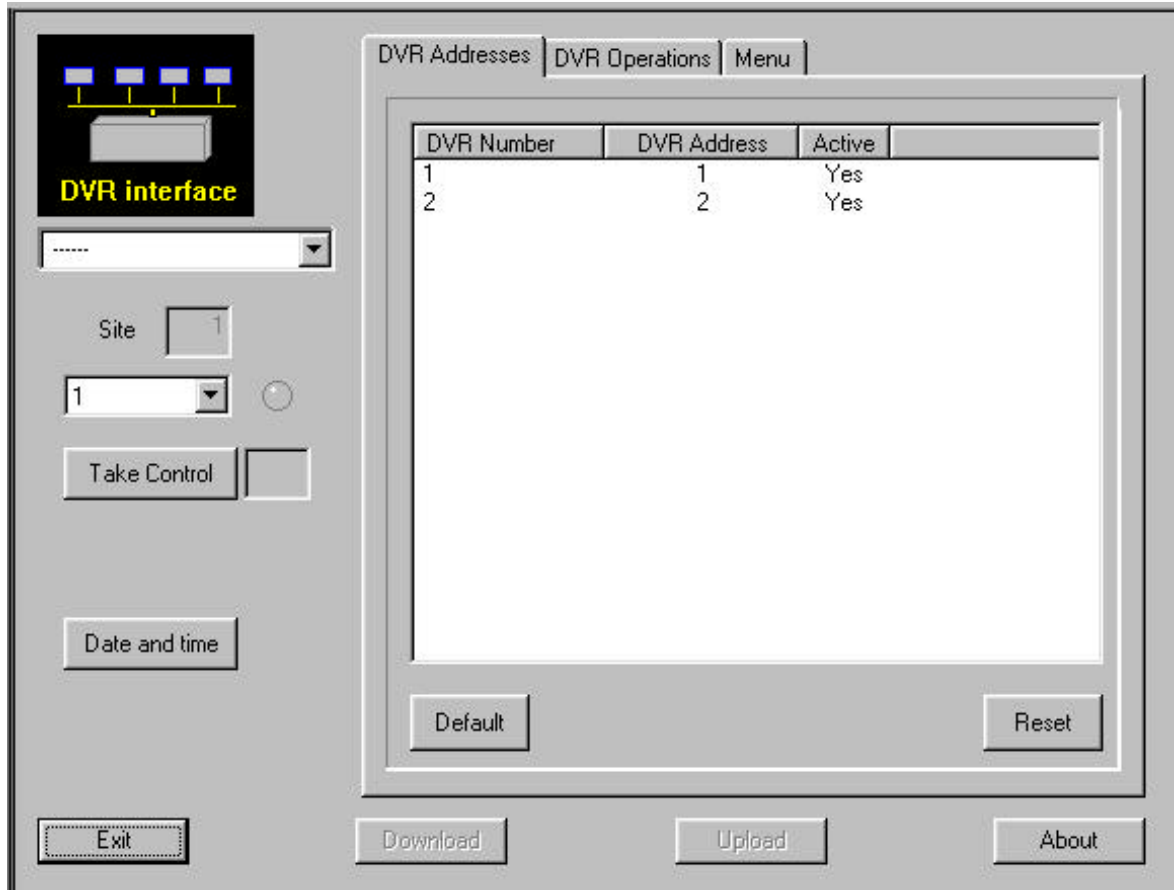 DVR interface
------
Site 1
1
Take Control
Date and time
DVR Addresses DVR Operations Menu
DVR Number DVR Address Active
1 1 Yes
2 2 Yes
Default Reset
Exit Download Upload About